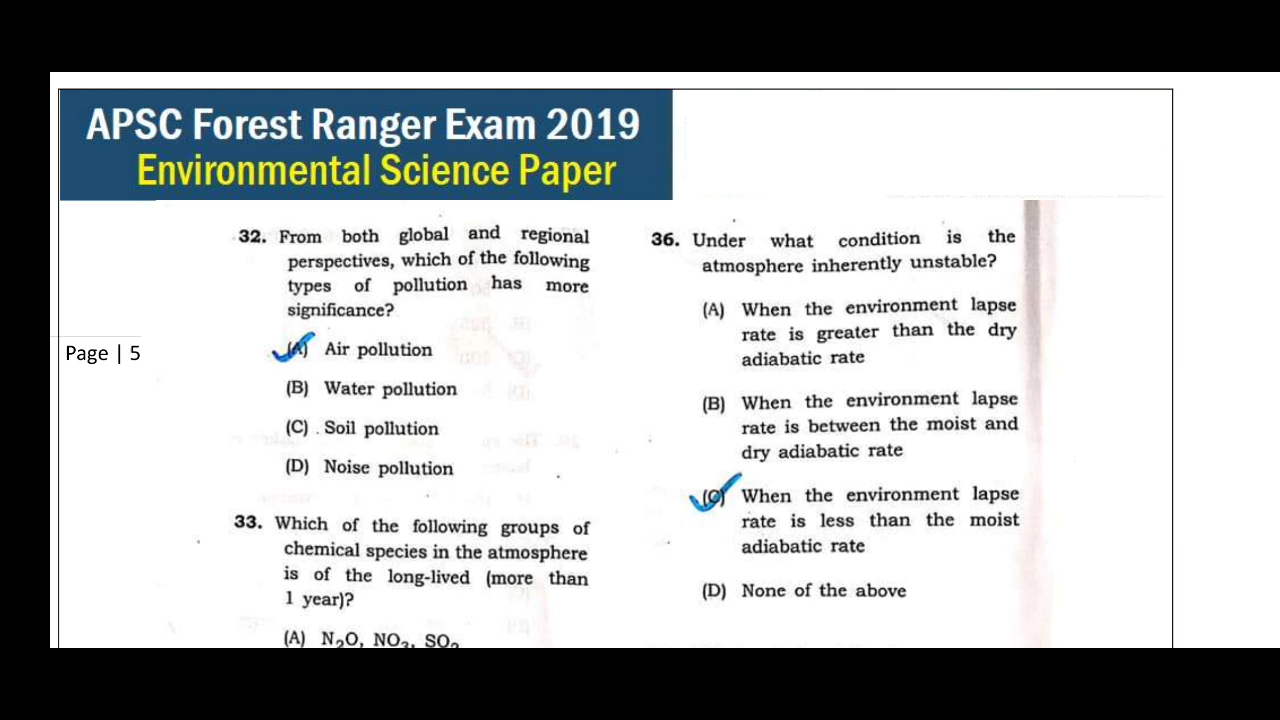 APSC Forest Ranger Exam 2019
Environmental Science Paper
Page | 5
32. From both global and regional
perspectives, which of the following
types of pollution has more
significance?
(A) Air pollution
(B) Water pollution
(C) . Soil pollution
(D) Noise pollution
33. Which of the following groups of
chemical species in the atmosphere
is of the long-lived (more than
1 year)?
(A) N₂O, NO₃, SO₂
36. Under what condition is the
atmosphere inherently unstable?
(A) When the environment lapse
rate is greater than the dry
adiabatic rate
(B) When the environment lapse
rate is between the moist and
dry adiabatic rate
(C) When the environment lapse
rate is less than the moist
adiabatic rate
(D) None of the above